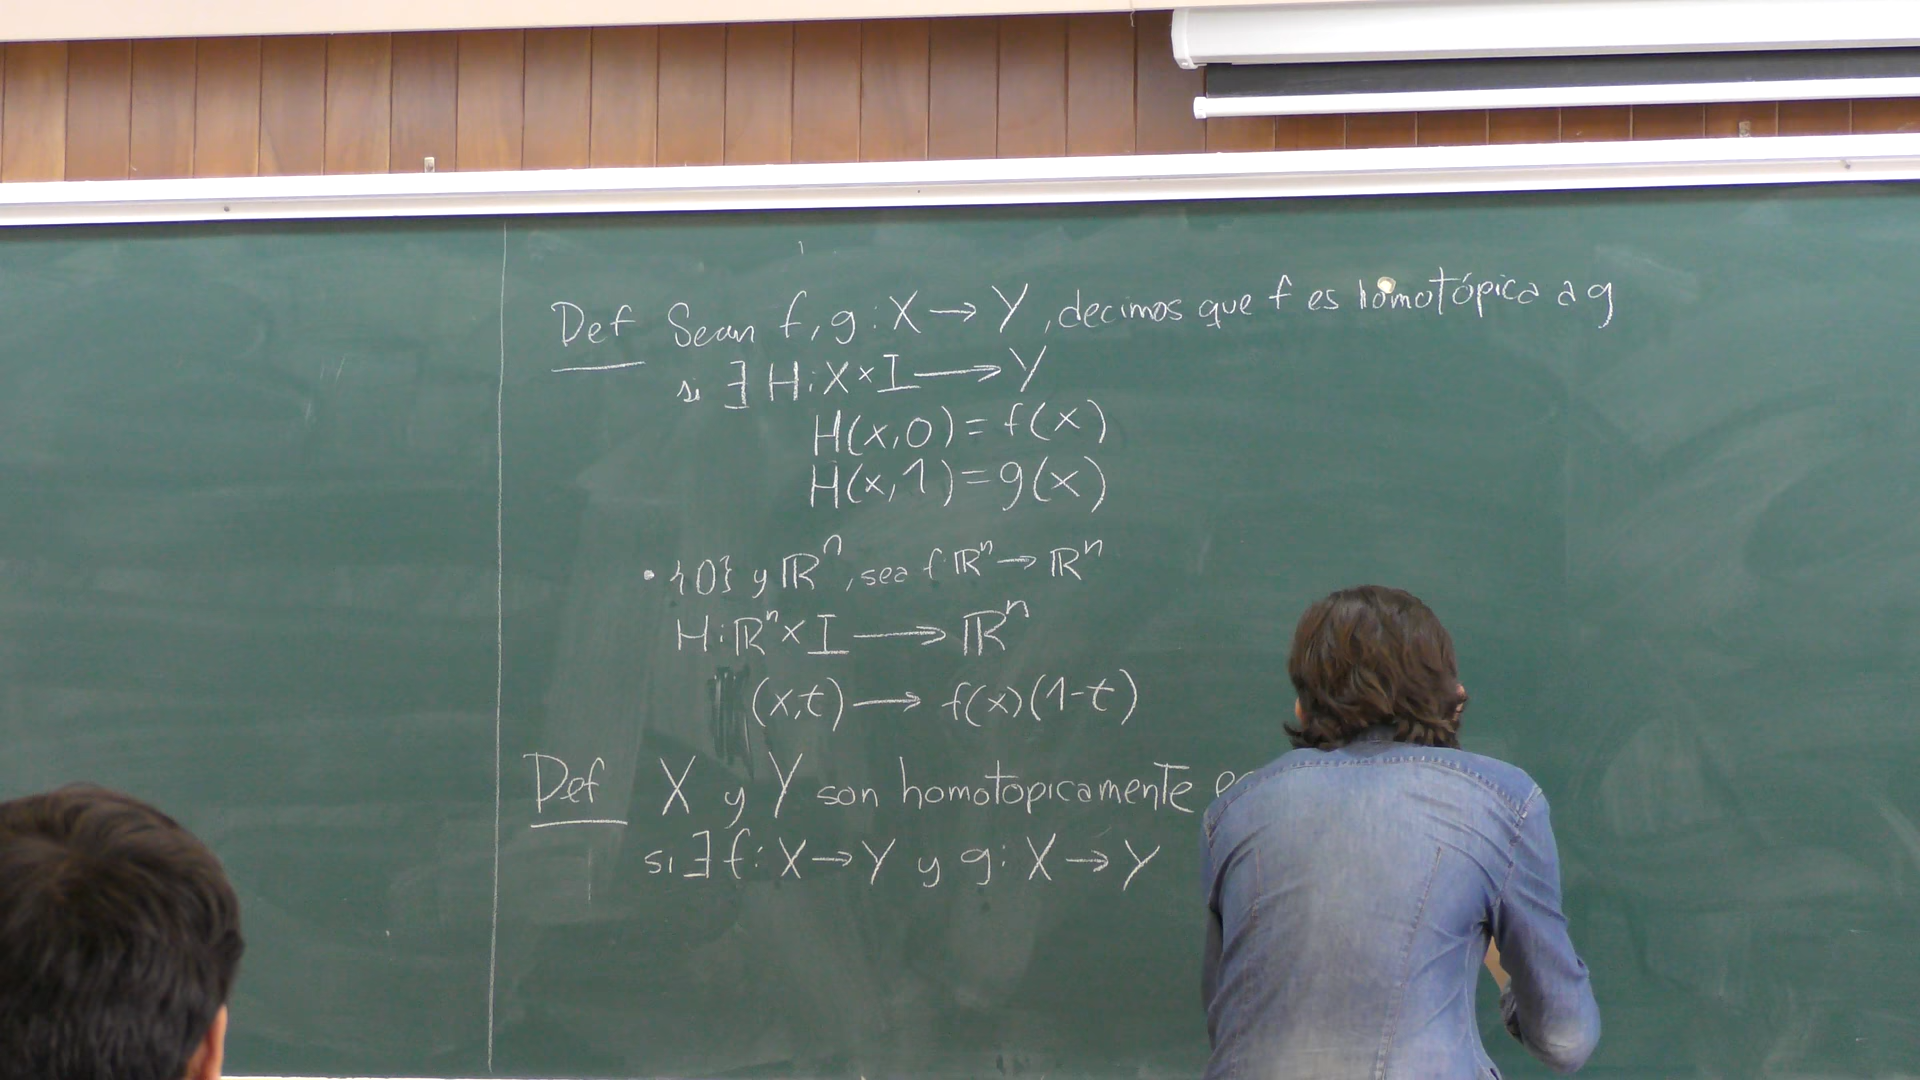 Def Sean f, g : X → Y, decimos que f es homotópica a g
si ∃ H : X × I → Y
H(x, 0) = f(x)
H(x, 1) = g(x)
• {0} y ℝⁿ, sea f ℝⁿ → ℝⁿ
H : ℝⁿ × I → ℝⁿ
(x, t) → f(x)(1-t)
Def X y Y son homotopicamente
si ∃ f : X → Y y g : X → Y